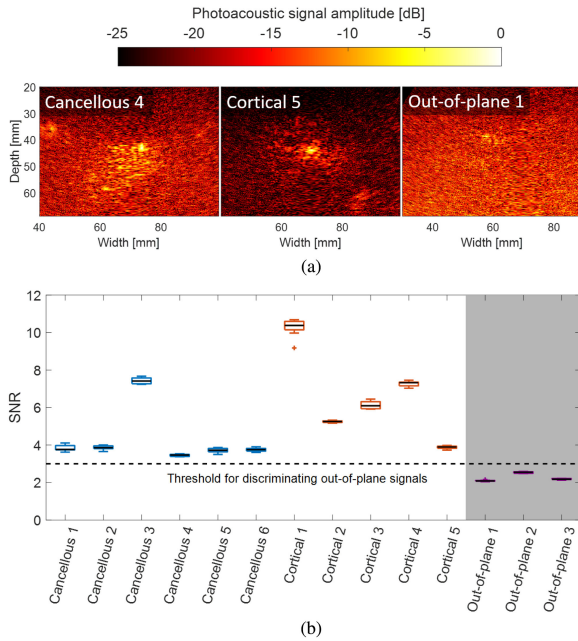 Photoacoustic signal amplitude [dB]
-25 -20 -15 -10 -5 0
Cancellous 4 Cortical 5 Out-of-plane 1
20
30
40
50
60
Depth [mm]
40 60 80 60 80 40 60 80
Width [mm] Width [mm] Width [mm]
(a)
12
10
8
6
4
2
0
SNR
Threshold for discriminating out-of-plane signals
Cancellous 1
Cancellous 2
Cancellous 3
Cancellous 4
Cancellous 5
Cancellous 6
Cortical 1
Cortical 2
Cortical 3
Cortical 4
Cortical 5
Out-of-plane 1
Out-of-plane 2
Out-of-plane 3
(b)